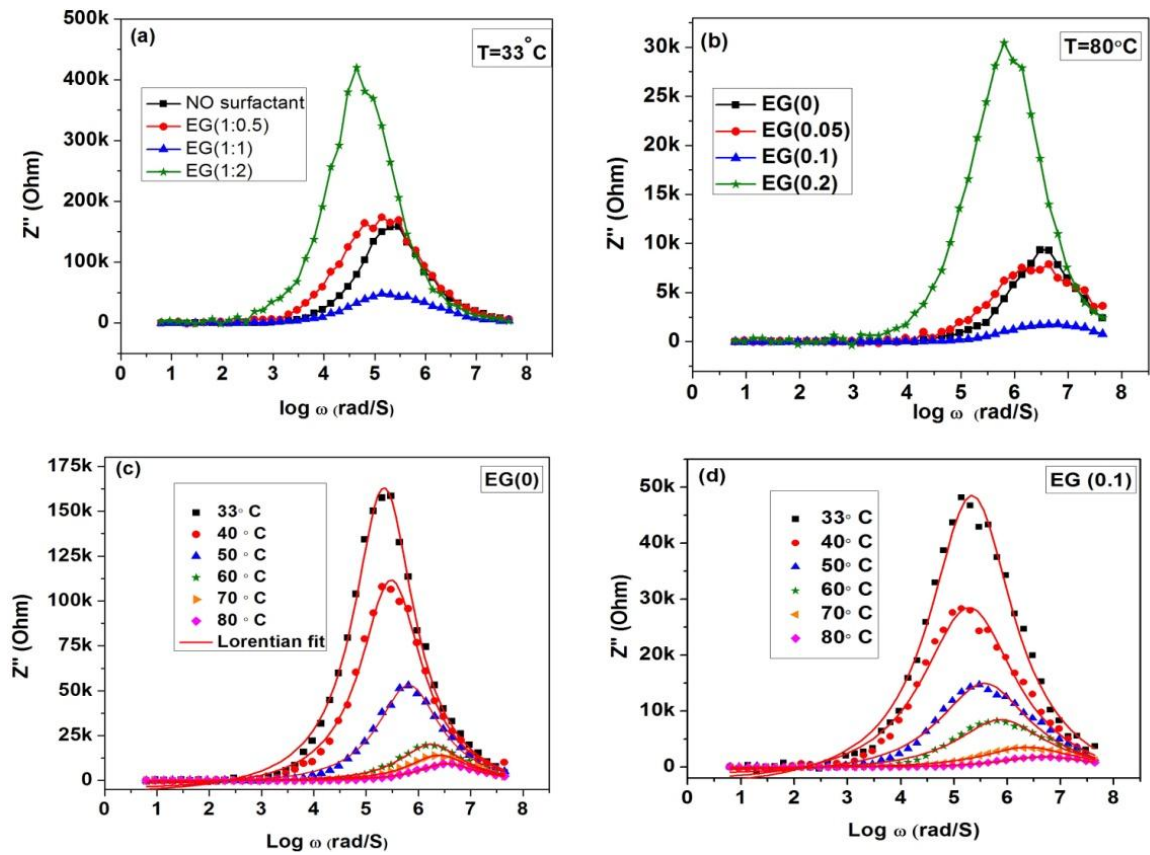 (a)
T=33°C
NO surfactant
EG(1:0.5)
EG(1:1)
EG(1:2)
500k
400k
300k
200k
100k
0
Z'' (Ohm)
0 1 2 3 4 5 6 7 8
log ω (rad/S)
(b)
T=80°C
EG(0)
EG(0.05)
EG(0.1)
EG(0.2)
30k
25k
20k
15k
10k
5k
0
Z'' (Ohm)
0 1 2 3 4 5 6 7 8
log ω (rad/S)
(c)
EG(0)
33° C
40 ° C
50 ° C
60 ° C
70 ° C
80 ° C
Lorentian fit
175k
150k
125k
100k
75k
50k
25k
0
Z'' (Ohm)
0 1 2 3 4 5 6 7 8
Log ω (rad/S)
(d)
EG (0.1)
33° C
40° C
50° C
60° C
70° C
80° C
50k
40k
30k
20k
10k
0
Z'' (Ohm)
0 1 2 3 4 5 6 7 8
Log ω (rad/S)